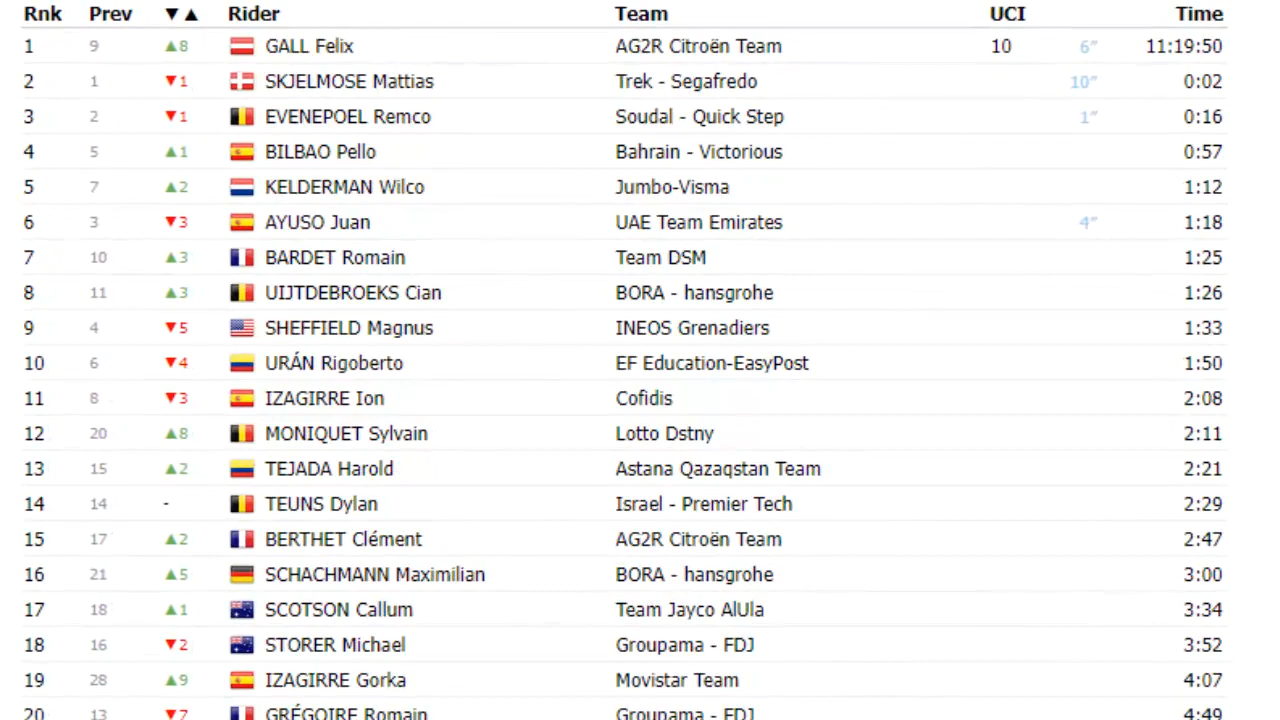 Rnk Prev ▼▲ Rider Team UCI Time
1 9 ▲8 GALL Felix AG2R Citroën Team 10 6″ 11:19:50
2 1 ▼1 SKJELMOSE Mattias Trek - Segafredo 10″ 0:02
3 2 ▼1 EVENEPOEL Remco Soudal - Quick Step 1″ 0:16
4 5 ▲1 BILBAO Pello Bahrain - Victorious 0:57
5 7 ▲2 KELDERMAN Wilco Jumbo-Visma 1:12
6 3 ▼3 AYUSO Juan UAE Team Emirates 4″ 1:18
7 10 ▲3 BARDET Romain Team DSM 1:25
8 11 ▲3 UIJTDEBROEKS Cian BORA - hansgrohe 1:26
9 4 ▼5 SHEFFIELD Magnus INEOS Grenadiers 1:33
10 6 ▼4 URÁN Rigoberto EF Education-EasyPost 1:50
11 8 ▼3 IZAGIRRE Ion Cofidis 2:08
12 20 ▲8 MONIQUET Sylvain Lotto Dstny 2:11
13 15 ▲2 TEJADA Harold Astana Qazaqstan Team 2:21
14 14 - TEUNS Dylan Israel - Premier Tech 2:29
15 17 ▲2 BERTHET Clément AG2R Citroën Team 2:47
16 21 ▲5 SCHACHMANN Maximilian BORA - hansgrohe 3:00
17 18 ▲1 SCOTSON Callum Team Jayco AlUla 3:34
18 16 ▼2 STORER Michael Groupama - FDJ 3:52
19 28 ▲9 IZAGIRRE Gorka Movistar Team 4:07
20 13 ▼7 GRÉGOIRE Romain Groupama - FDJ 4:49